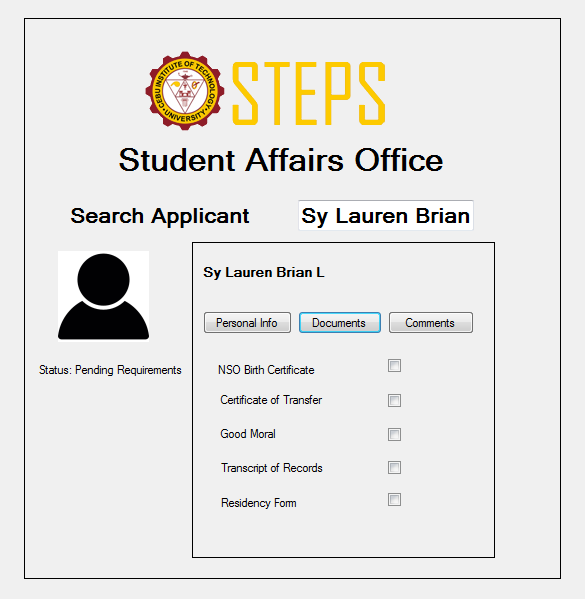 CEBU INSTITUTE OF TECHNOLOGY
UNIVERSITY
STEPS
Student Affairs Office
Search Applicant Sy Lauren Brian
Sy Lauren Brian L
Personal Info Documents Comments
Status: Pending Requirements
NSO Birth Certificate
Certificate of Transfer
Good Moral
Transcript of Records
Residency Form